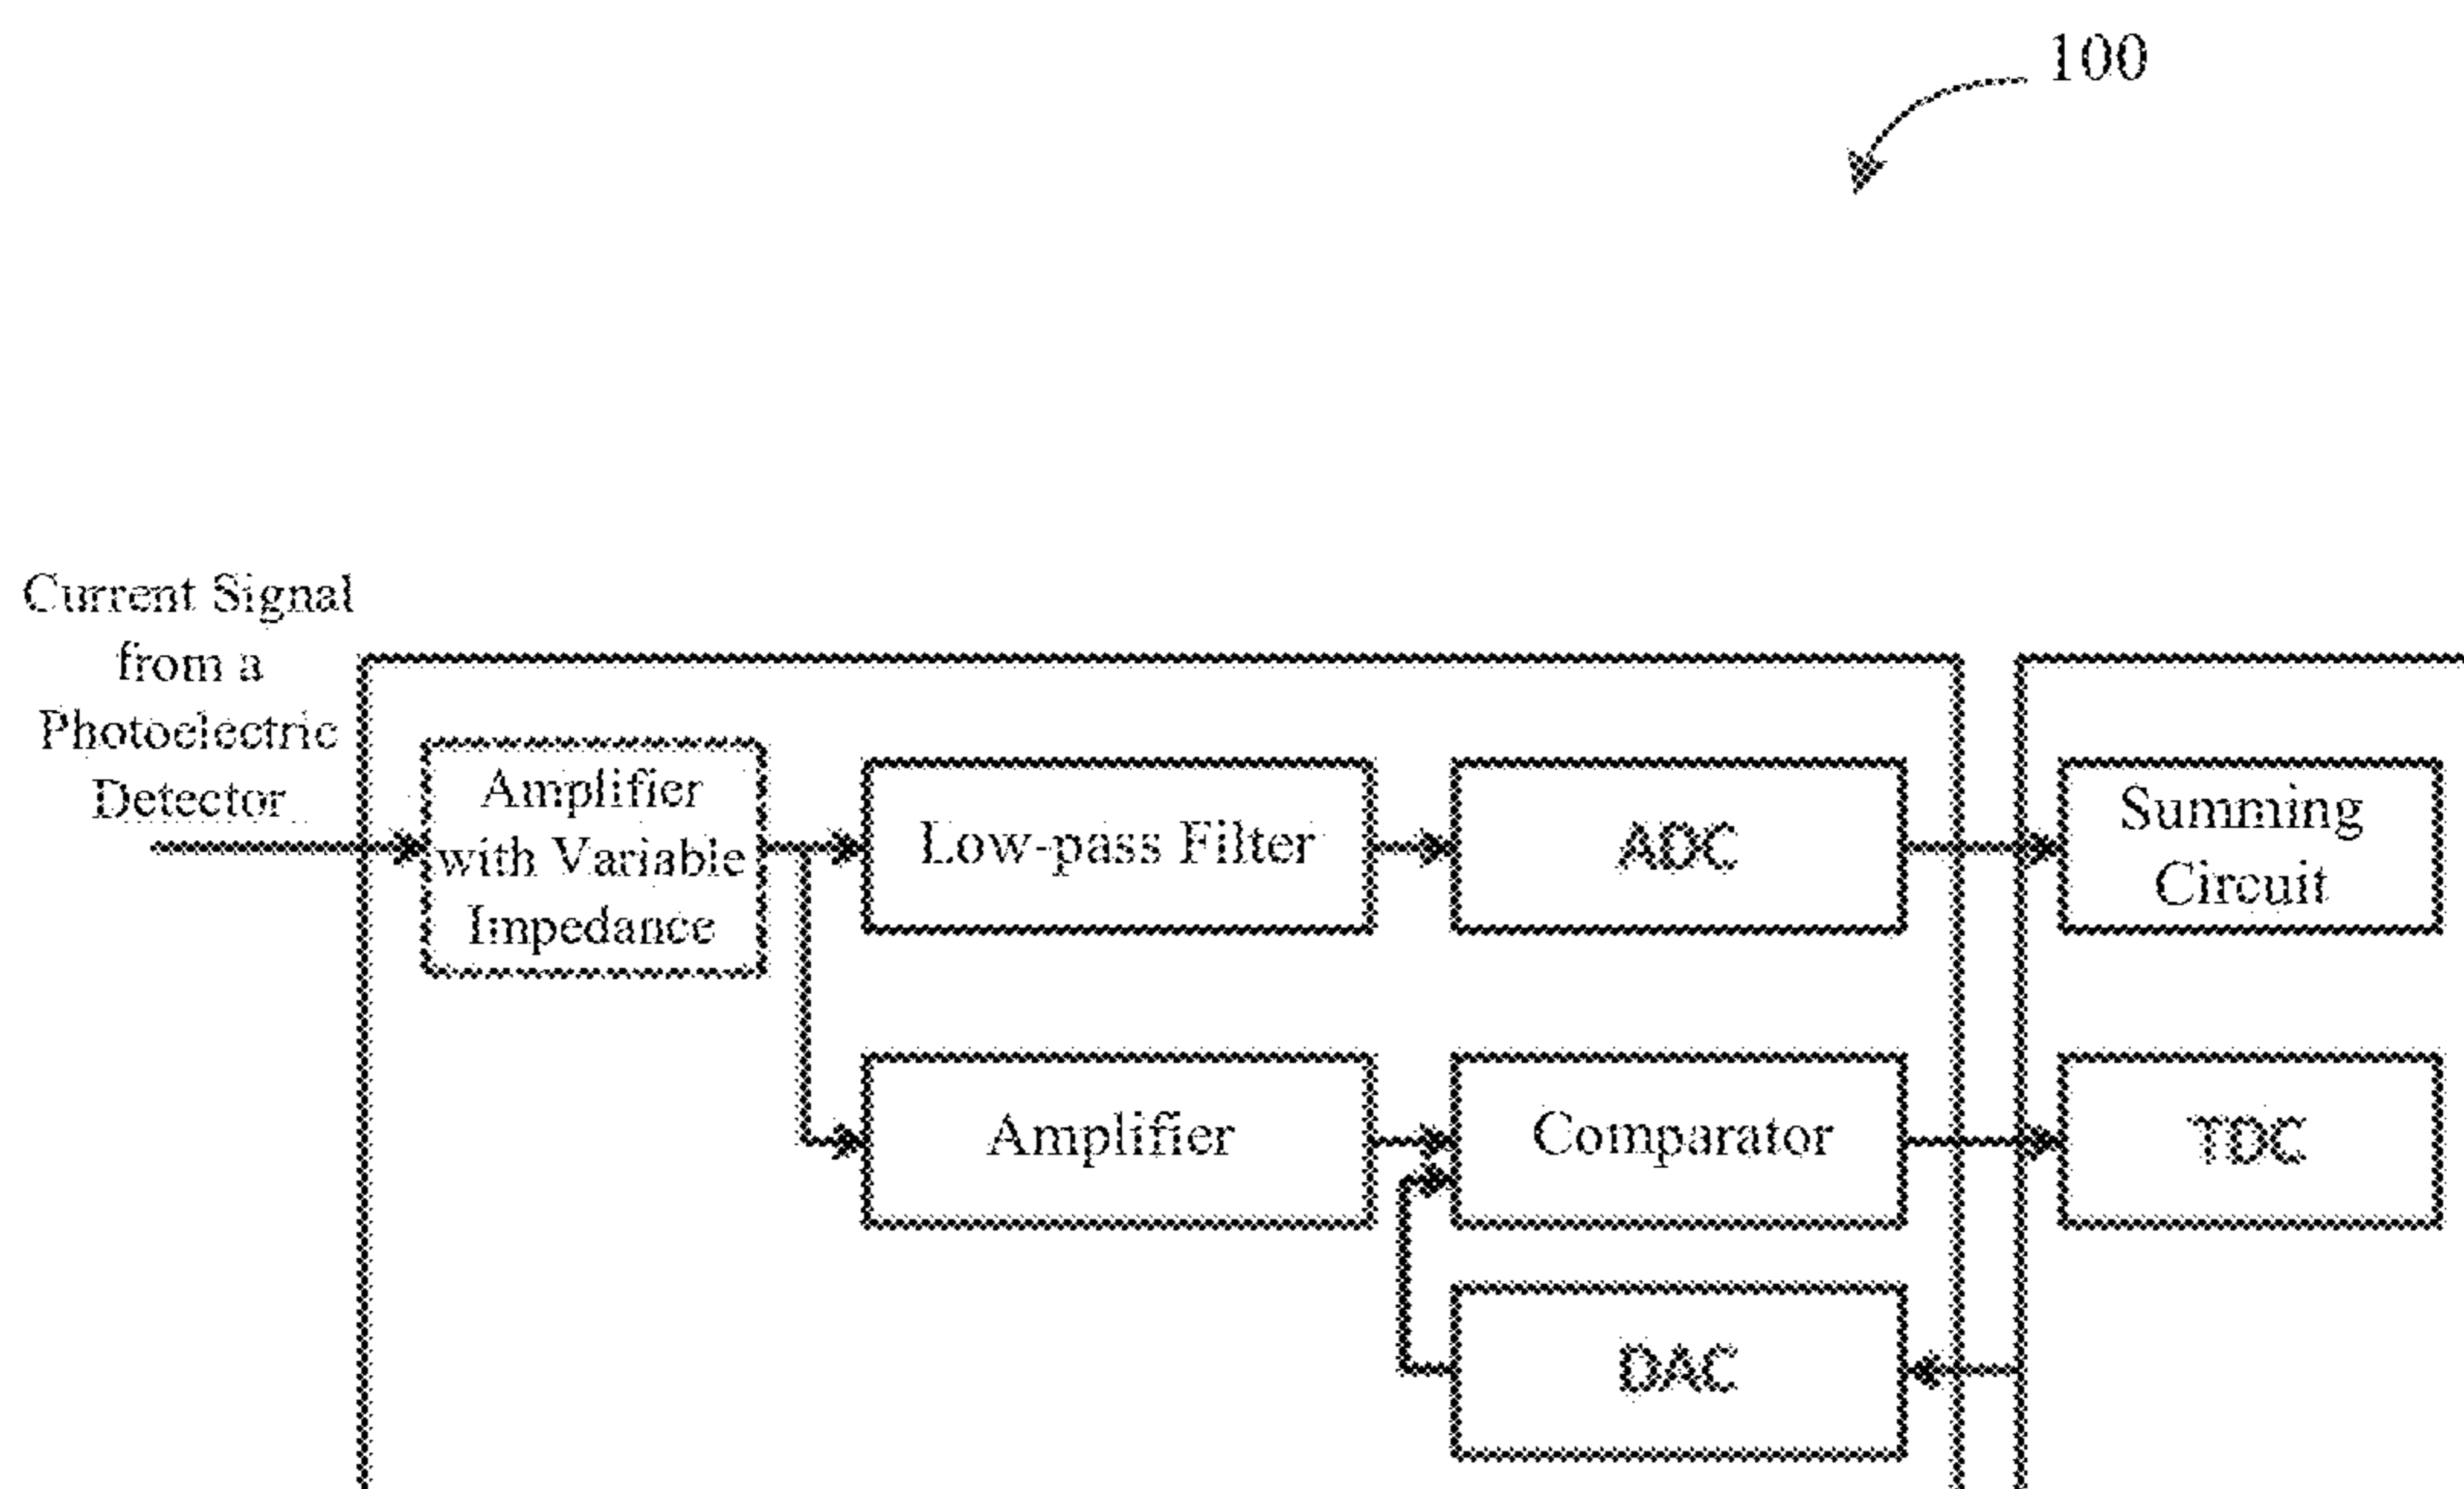 100
Current Signal
from a
Photoelectric
Detector
Amplifier
with Variable
Impedance
Low-pass Filter
ADC
Summing
Circuit
Amplifier
Comparator
TDC
DAC